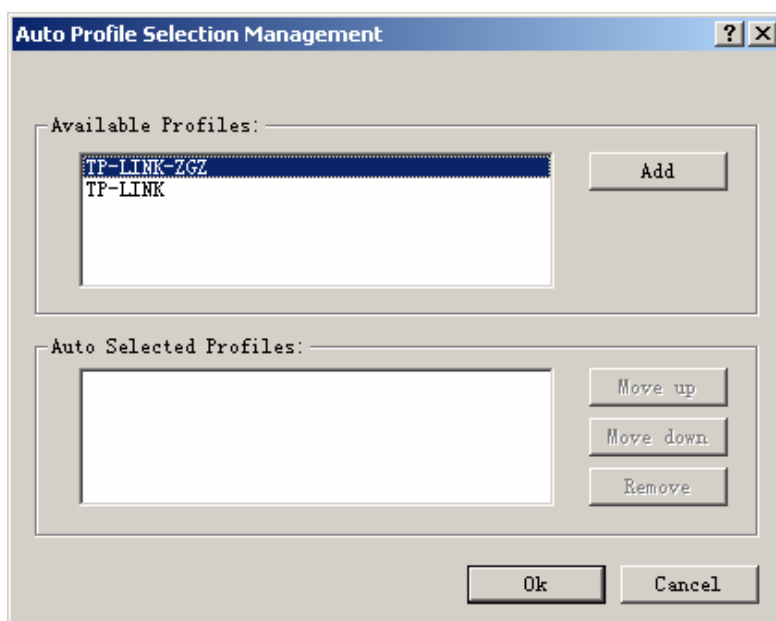 Auto Profile Selection Management
Available Profiles:
TP-LINK-ZGZ
TP-LINK
Add
Auto Selected Profiles:
Move up
Move down
Remove
Ok
Cancel